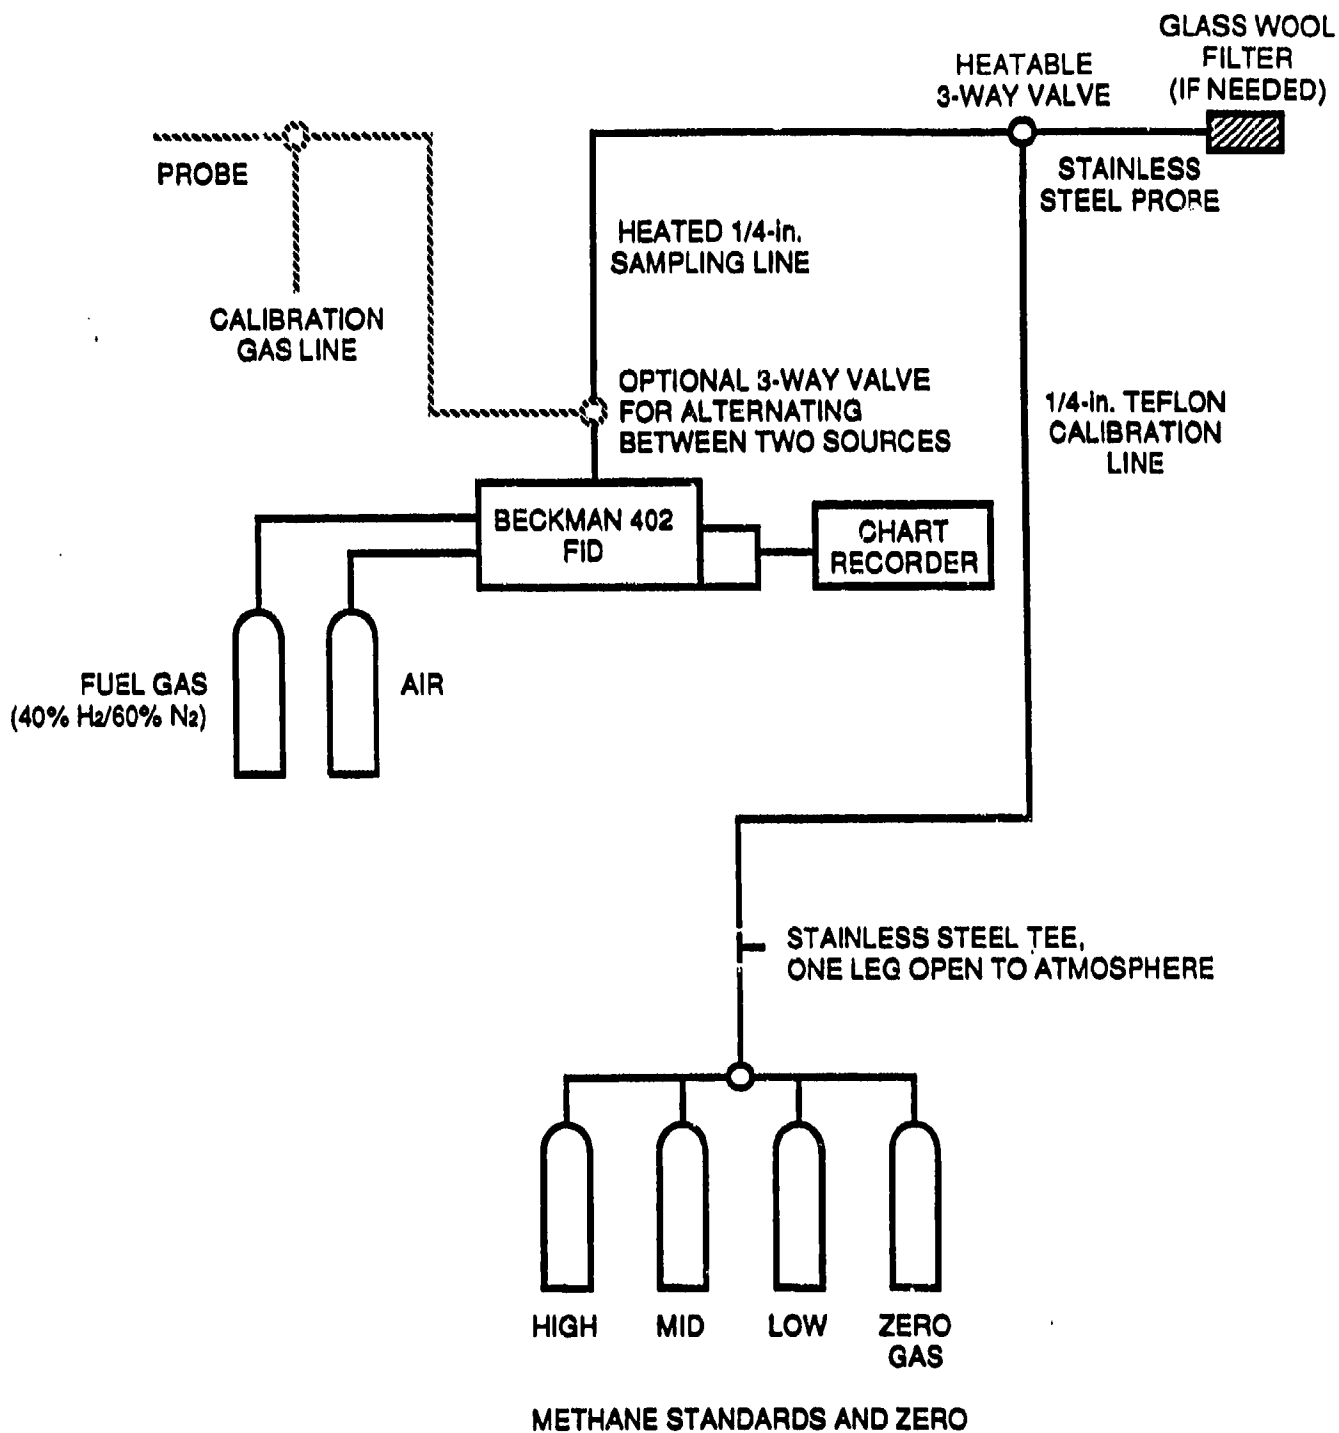 GLASS WOOL
FILTER
(IF NEEDED)
HEATABLE
3-WAY VALVE
PROBE
STAINLESS
STEEL PROBE
HEATED 1/4-in.
SAMPLING LINE
CALIBRATION
GAS LINE
OPTIONAL 3-WAY VALVE
FOR ALTERNATING
BETWEEN TWO SOURCES
1/4-in. TEFLON
CALIBRATION
LINE
BECKMAN 402
FID
CHART
RECORDER
FUEL GAS
(40% H₂/60% N₂)
AIR
STAINLESS STEEL TEE,
ONE LEG OPEN TO ATMOSPHERE
HIGH
MID
LOW
ZERO
GAS
METHANE STANDARDS AND ZERO